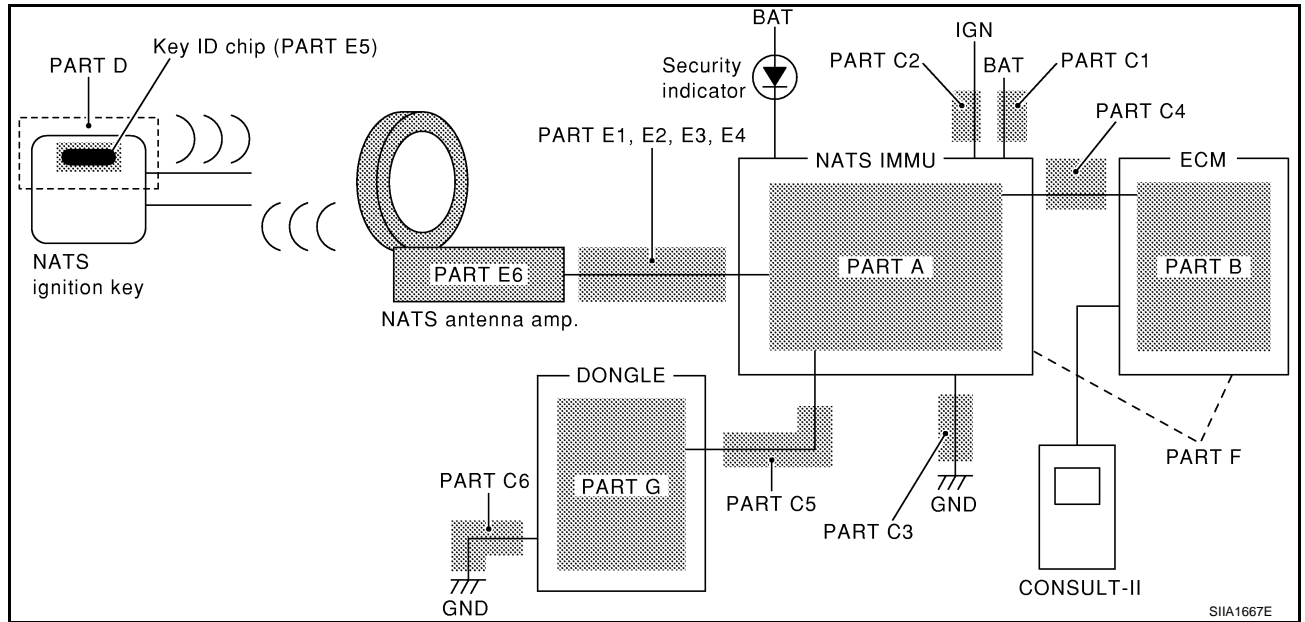 BAT
IGN
Key ID chip (PART E5)
PART D
Security
indicator
PART C2
BAT
PART C1
PART C4
PART E1, E2, E3, E4
NATS IMMU
ECM
PART E6
PART A
PART B
NATS
ignition key
NATS antenna amp.
DONGLE
PART F
PART C6
PART G
PART C5
GND
PART C3
CONSULT-II
GND
SIIA1667E